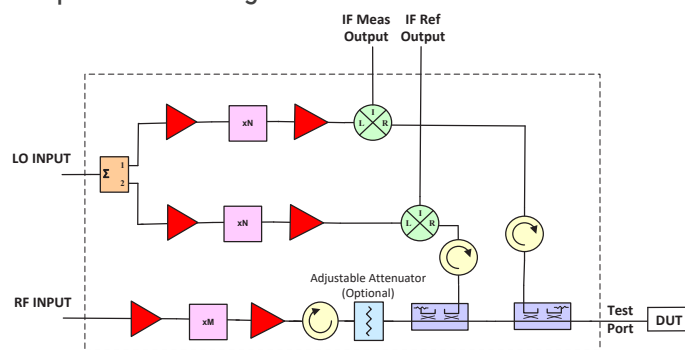 IF Meas
Output
IF Ref
Output
xN
L I R
LO INPUT
Σ 1
2
xN
L I R
Adjustable Attenuator
(Optional)
RF INPUT
xM
Test
Port
DUT